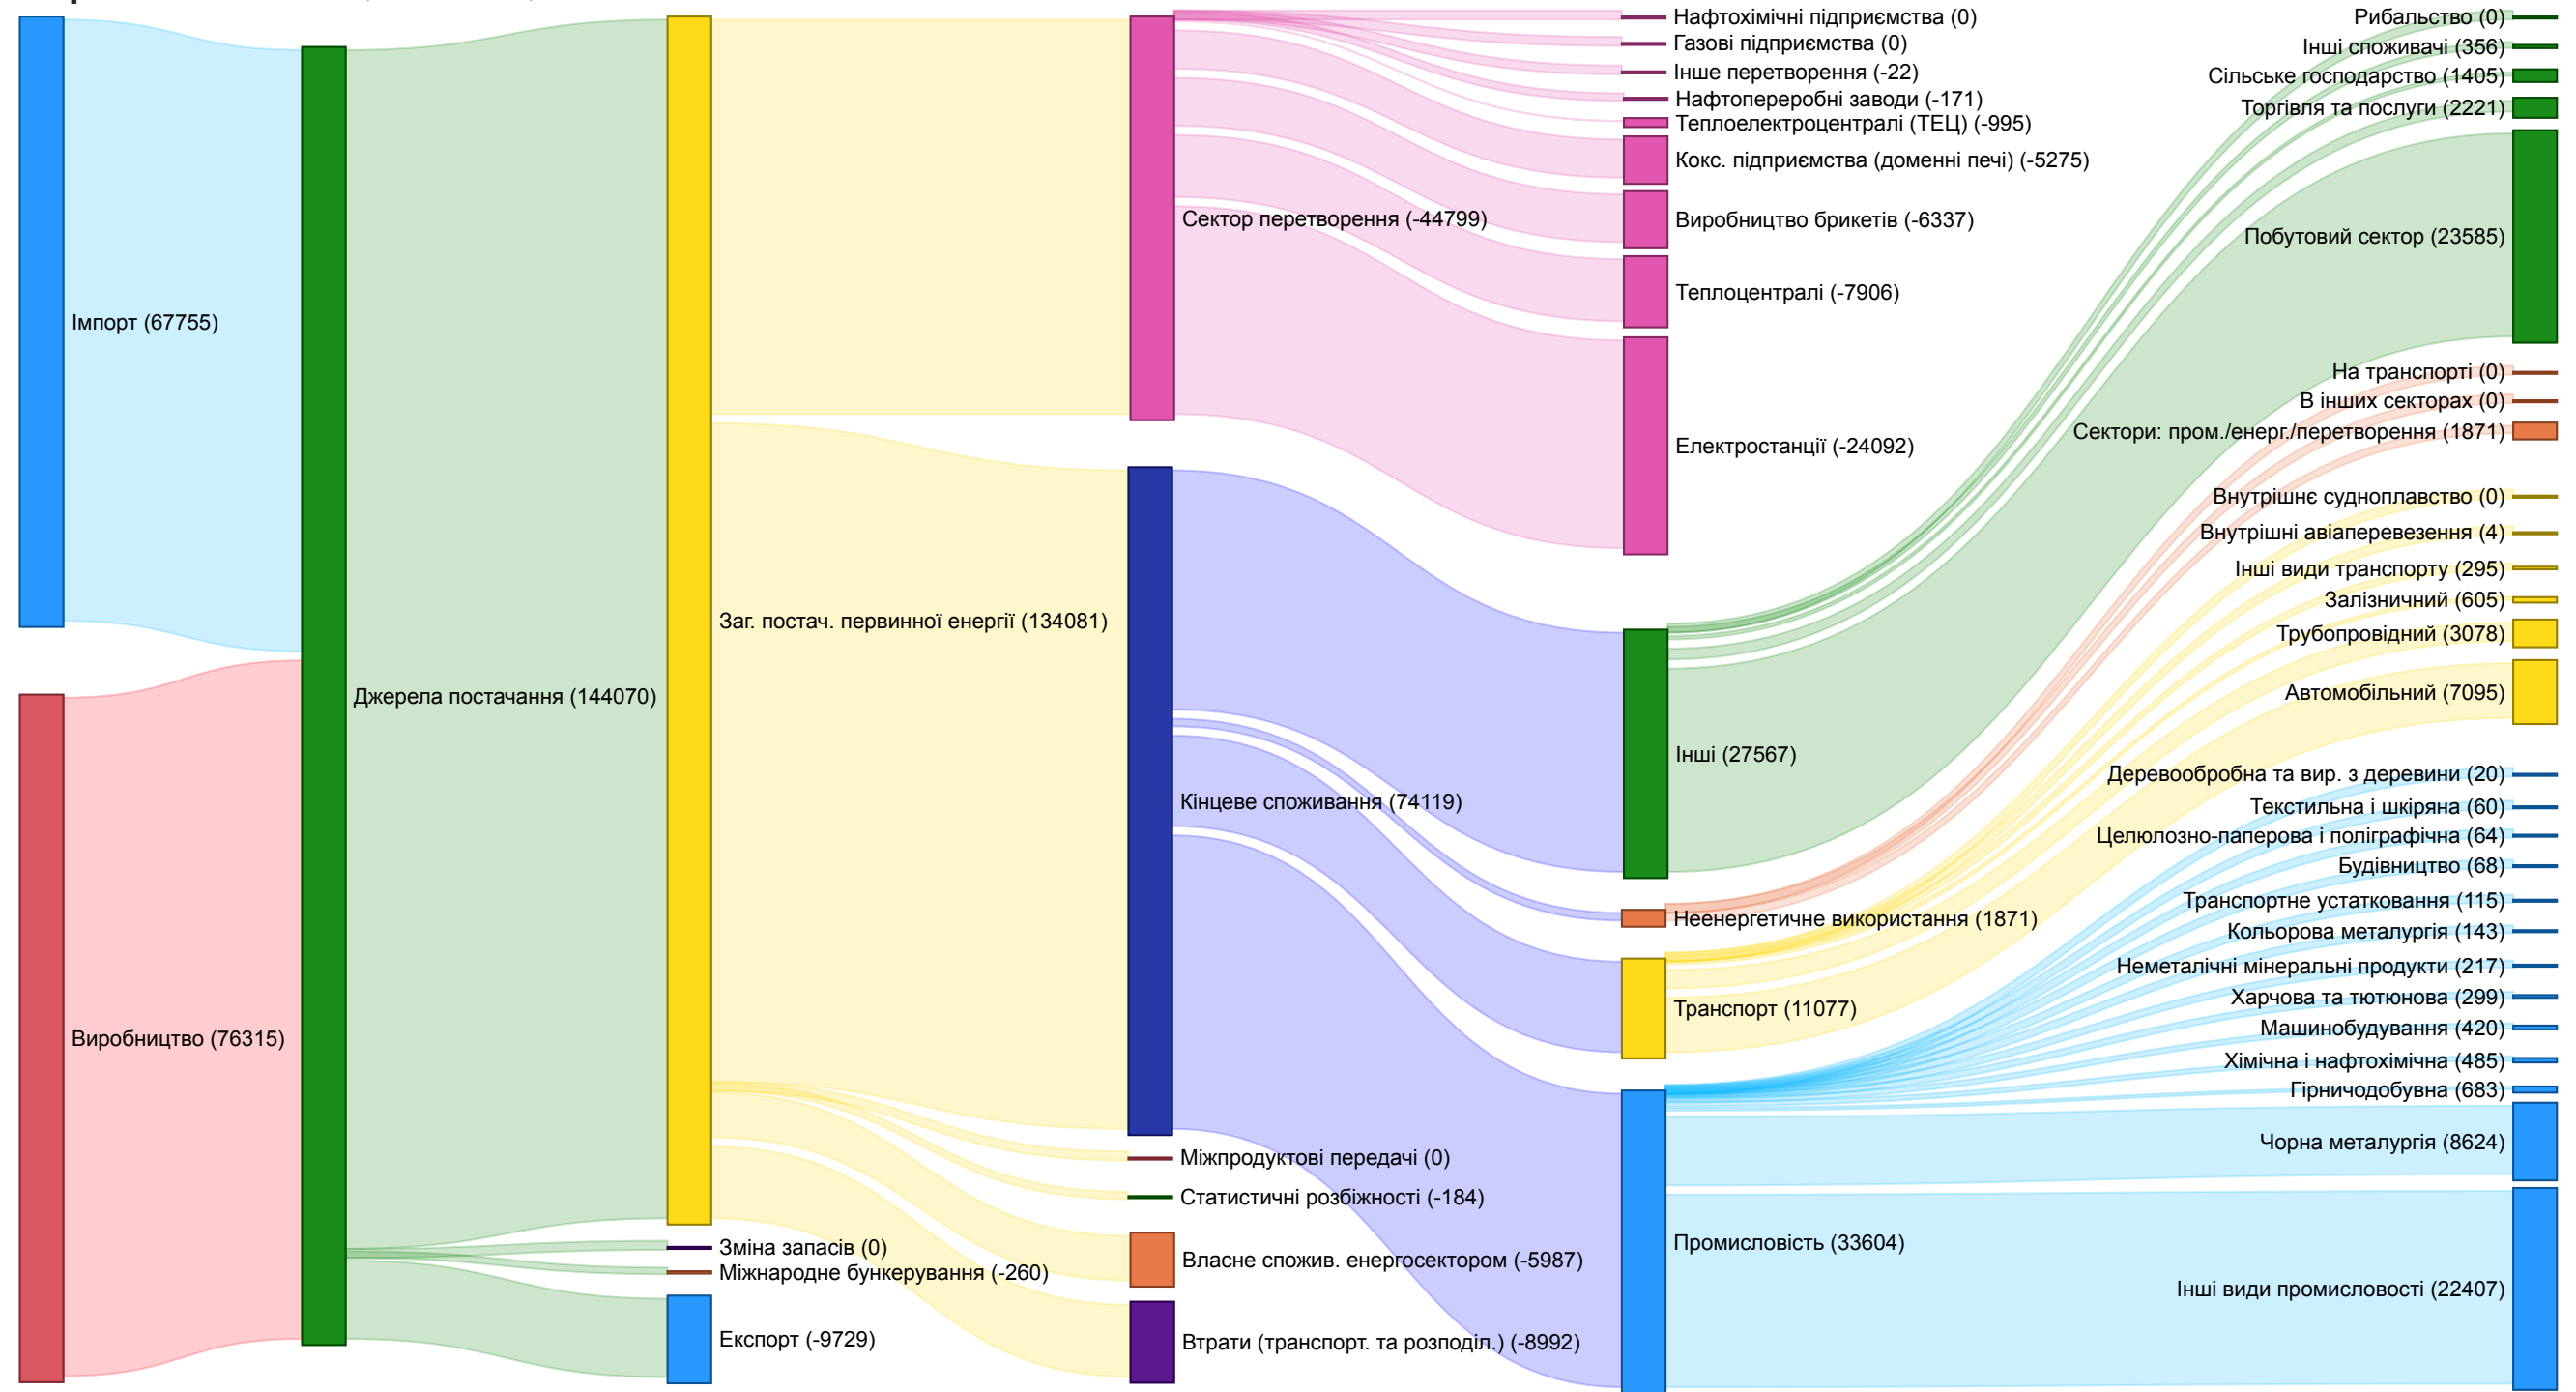 Імпорт (67755)
Виробництво (76315)
Джерела постачання (144070)
Заг. постач. первинної енергії (134081)
Зміна запасів (0)
Міжнародне бункерування (-260)
Експорт (-9729)
Сектор перетворення (-44799)
Кінцеве споживання (74119)
Міжпродуктові передачі (0)
Статистичні розбіжності (-184)
Власне спожив. енергосектором (-5987)
Втрати (транспорт. та розподіл.) (-8992)
Нафтохімічні підприємства (0)
Газові підприємства (0)
Інше перетворення (-22)
Нафтопереробні заводи (-171)
Теплоелектроцентралі (ТЕЦ) (-995)
Кокс. підприємства (доменні печі) (-5275)
Виробництво брикетів (-6337)
Теплоцентралі (-7906)
Електростанції (-24092)
Інші (27567)
Неенергетичне використання (1871)
Транспорт (11077)
Промисловість (33604)
Рибальство (0)
Інші споживачі (356)
Сільське господарство (1405)
Торгівля та послуги (2221)
Побутовий сектор (23585)
На транспорті (0)
В інших секторах (0)
Сектори: пром./енерг./перетворення (1871)
Внутрішнє судноплавство (0)
Внутрішні авіаперевезення (4)
Інші види транспорту (295)
Залізничний (605)
Трубопровідний (3078)
Автомобільний (7095)
Деревообробна та вир. з деревини (20)
Текстильна і шкіряна (60)
Целюлозно-паперова і поліграфічна (64)
Будівництво (68)
Транспортне устатковання (115)
Кольорова металургія (143)
Неметалічні мінеральні продукти (217)
Харчова та тютюнова (299)
Машинобудування (420)
Хімічна і нафтохімічна (485)
Гірничодобувна (683)
Чорна металургія (8624)
Інші види промисловості (22407)